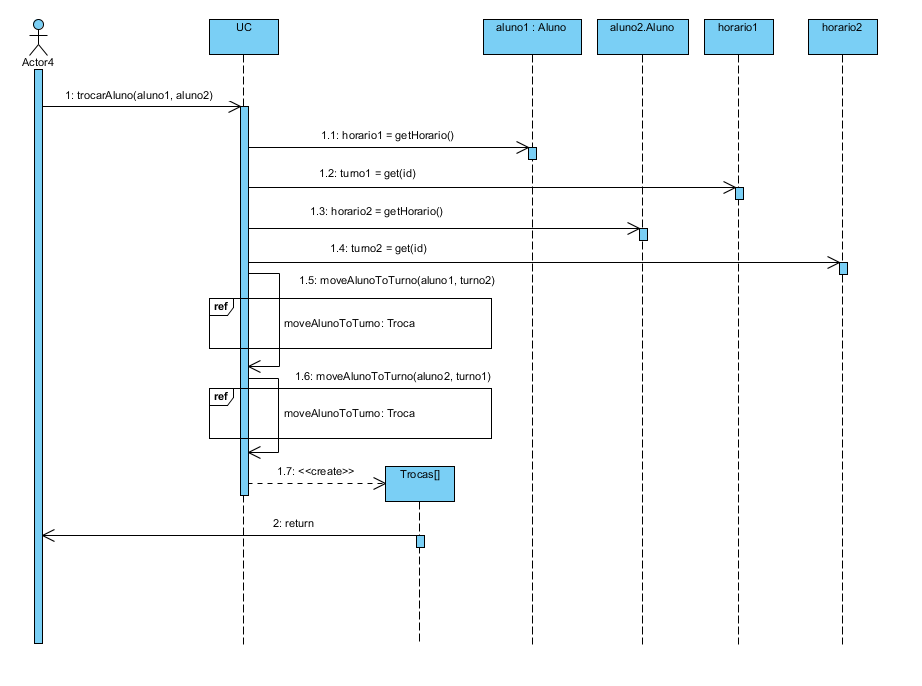 UC
aluno1 : Aluno
aluno2.Aluno
horario1
horario2
Actor4
1: trocarAluno(aluno1, aluno2)
1.1: horario1 = getHorario()
1.2: turno1 = get(id)
1.3: horario2 = getHorario()
1.4: turno2 = get(id)
1.5: moveAlunoToTurno(aluno1, turno2)
ref
moveAlunoToTurno: Troca
1.6: moveAlunoToTurno(aluno2, turno1)
ref
moveAlunoToTurno: Troca
1.7: <<create>>
Trocas[]
2: return